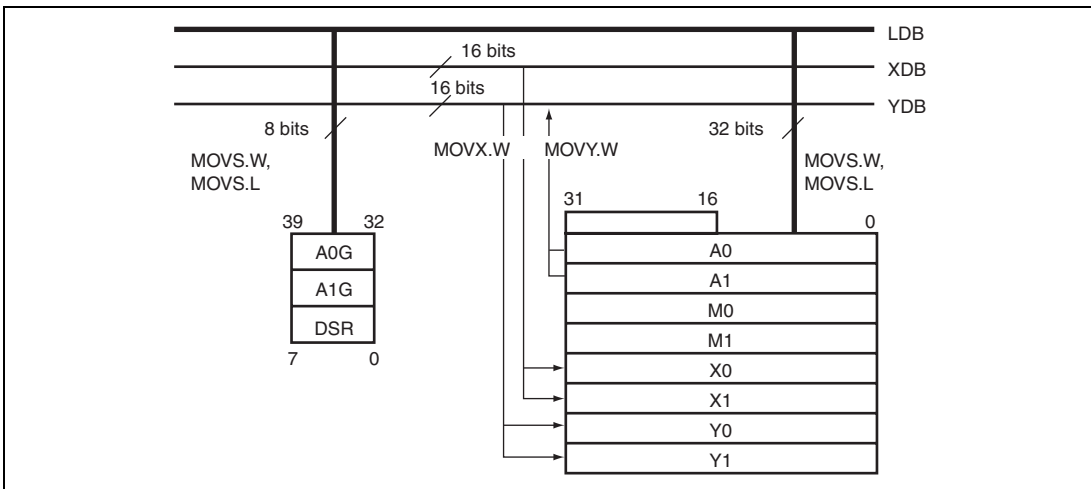 LDB
16 bits
XDB
16 bits
YDB
8 bits
32 bits
MOVX.W
MOVY.W
MOVS.W,
MOVS.L
MOVS.W,
MOVS.L
31
16
0
39
32
A0G
A1G
DSR
7
0
A0
A1
M0
M1
X0
X1
Y0
Y1